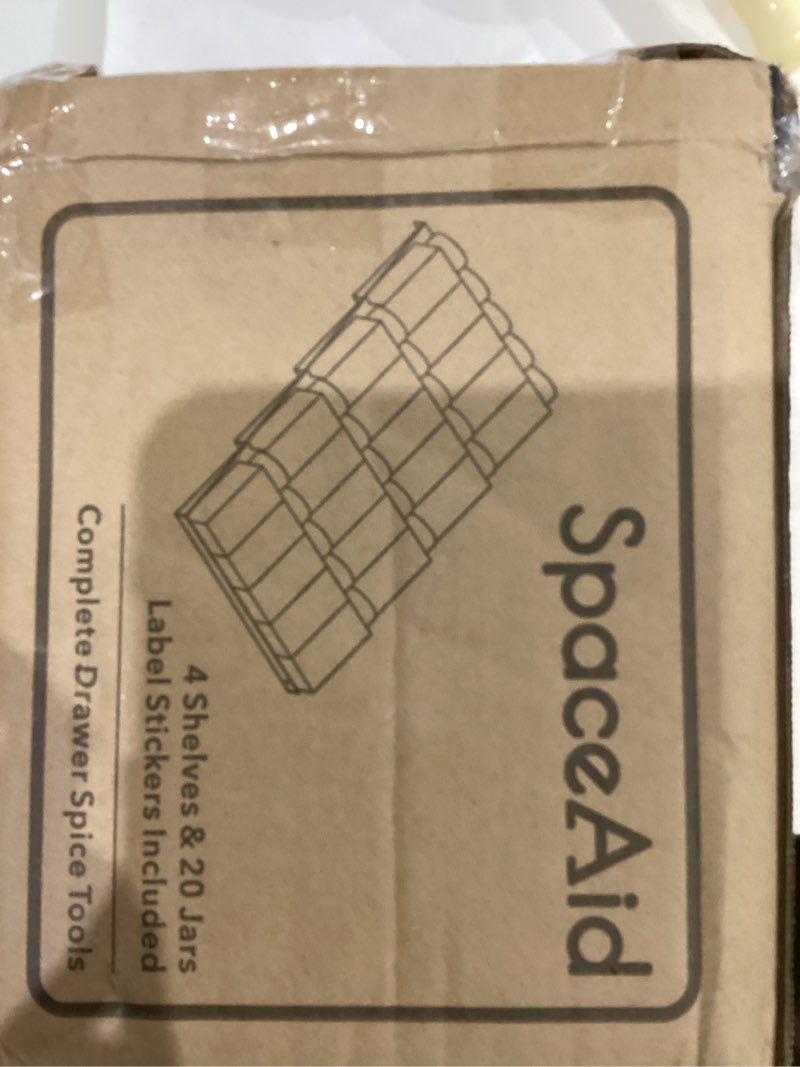 SpaceAid
4 Shelves & 20 Jars
Label Stickers Included
Complete Drawer Spice Tools